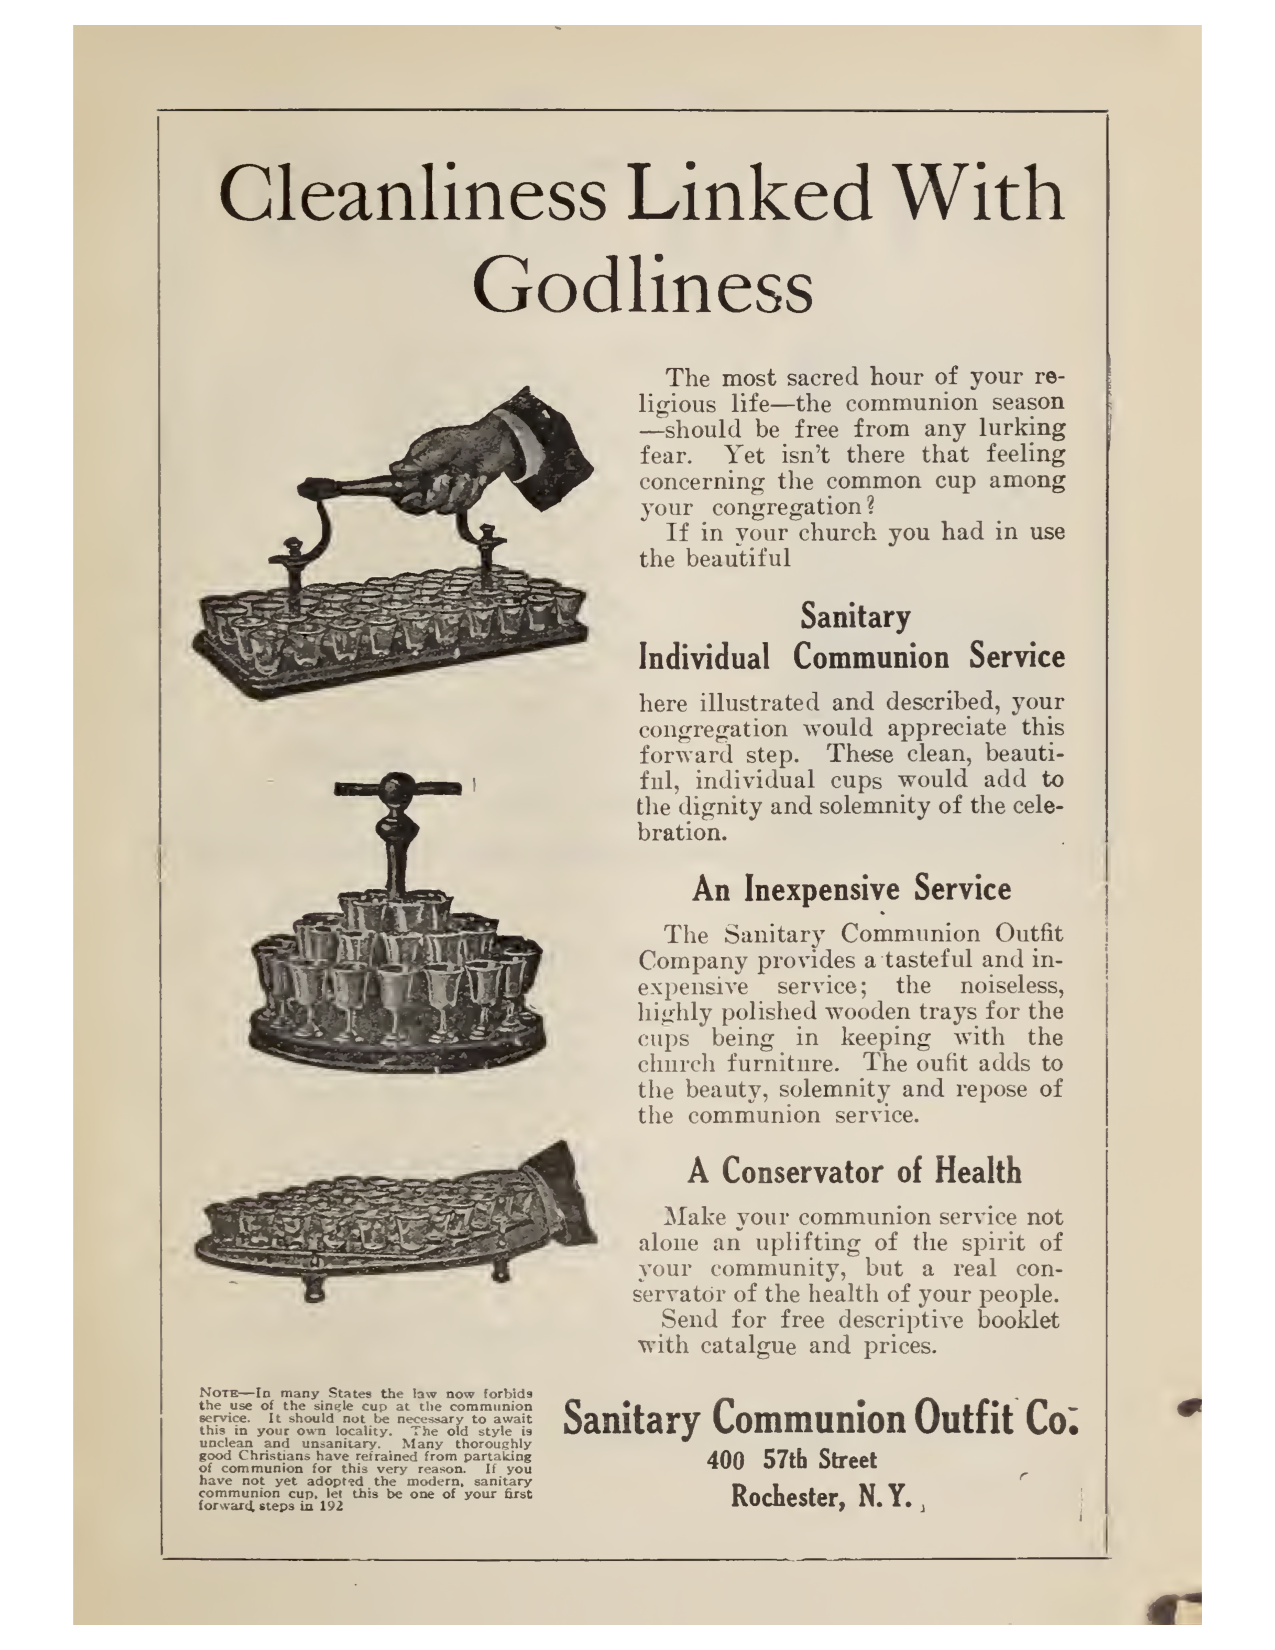 Cleanliness Linked With
Godliness
The most sacred hour of your re-
ligious life—the communion season
—should be free from any lurking
fear. Yet isn't there that feeling
concerning the common cup among
your congregation?
If in your church you had in use
the beautiful
Sanitary
Individual Communion Service
here illustrated and described, your
congregation would appreciate this
forward step. These clean, beauti-
ful, individual cups would add to
the dignity and solemnity of the cele-
bration.
An Inexpensive Service
The Sanitary Communion Outfit
Company provides a tasteful and in-
expensive service; the noiseless,
highly polished wooden trays for the
cups being in keeping with the
church furniture. The oufit adds to
the beauty, solemnity and repose of
the communion service.
A Conservator of Health
Make your communion service not
alone an uplifting of the spirit of
your community, but a real con-
servator of the health of your people.
Send for free descriptive booklet
with catalgue and prices.
NOTE—In many States the law now forbids
the use of the single cup at the communion
service. It should not be necessary to await
this in your own locality. The old style is
unclean and unsanitary. Many thoroughly
good Christians have refrained from partaking
of communion for this very reason. If you
have not yet adopted the modern, sanitary
communion cup, let this be one of your first
forward steps in 192
Sanitary Communion Outfit Co.
400 57th Street
Rochester, N. Y.